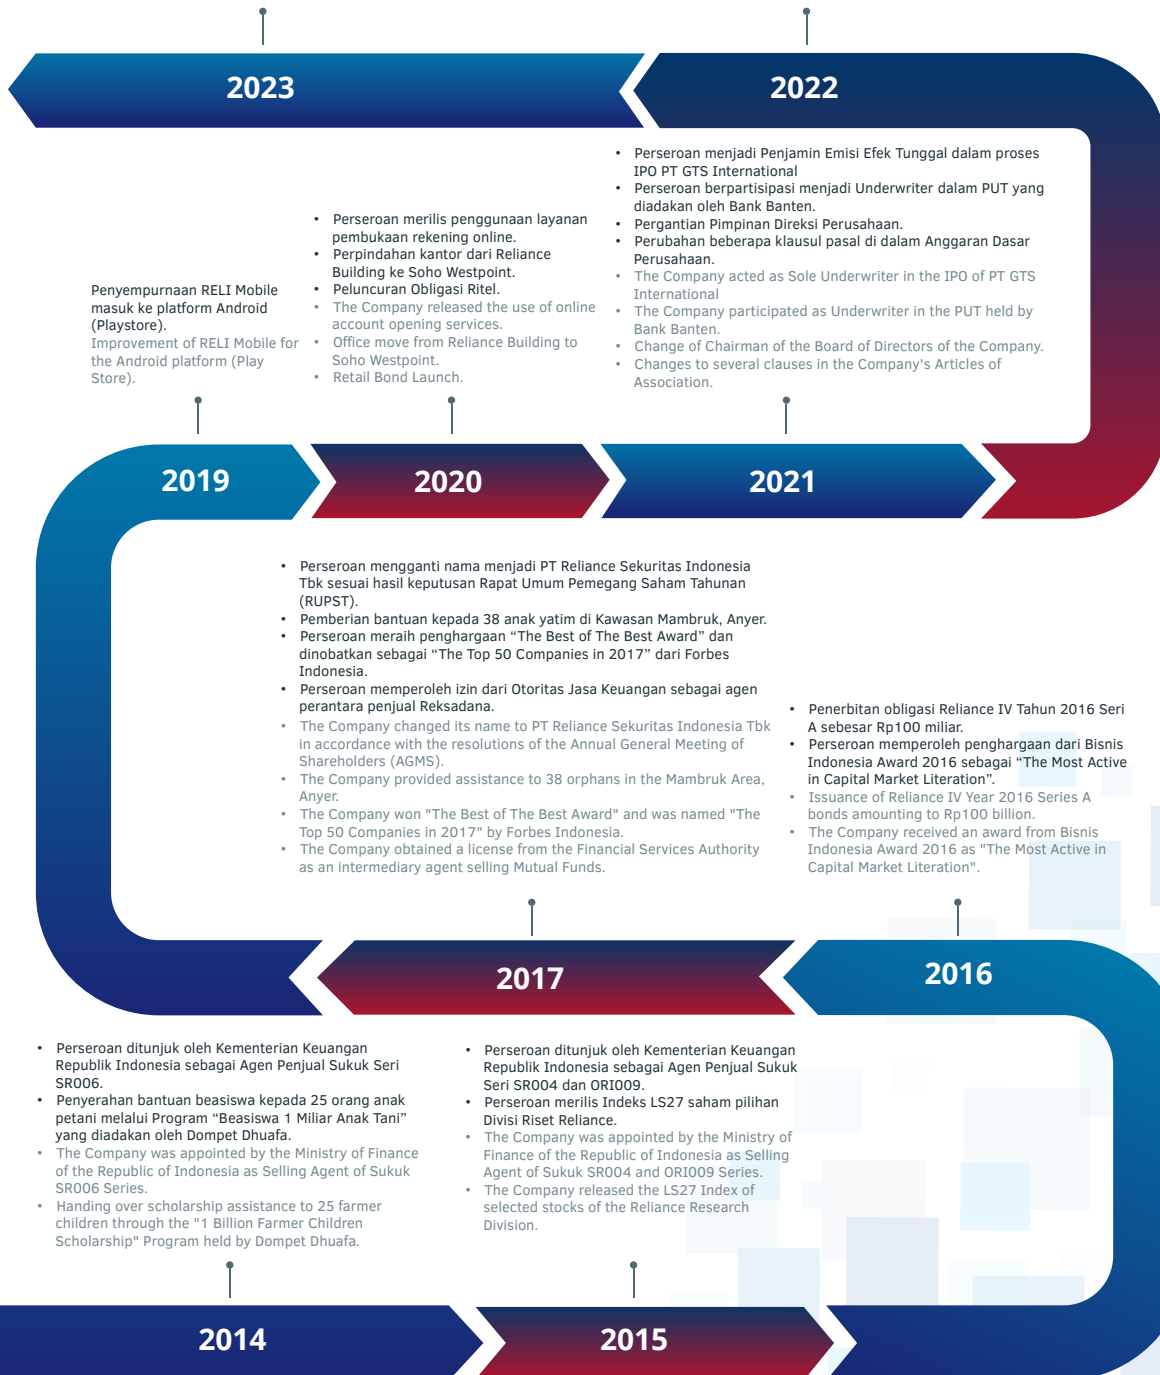 2023
2022
Penyempurnaan RELI Mobile
masuk ke platform Android
(Playstore).
Improvement of RELI Mobile for
the Android platform (Play
Store).
• Perseroan merilis penggunaan layanan
pembukaan rekening online.
• Perpindahan kantor dari Reliance
Building ke Soho Westpoint.
• Peluncuran Obligasi Ritel.
• The Company released the use of online
account opening services.
• Office move from Reliance Building to
Soho Westpoint.
• Retail Bond Launch.
• Perseroan menjadi Penjamin Emisi Efek Tunggal dalam proses
IPO PT GTS International
• Perseroan berpartisipasi menjadi Underwriter dalam PUT yang
diadakan oleh Bank Banten.
• Pergantian Pimpinan Direksi Perusahaan.
• Perubahan beberapa klausul pasal di dalam Anggaran Dasar
Perusahaan.
• The Company acted as Sole Underwriter in the IPO of PT GTS
International
• The Company participated as Underwriter in the PUT held by
Bank Banten.
• Change of Chairman of the Board of Directors of the Company.
• Changes to several clauses in the Company's Articles of
Association.
2019
2020
2021
• Perseroan mengganti nama menjadi PT Reliance Sekuritas Indonesia
Tbk sesuai hasil keputusan Rapat Umum Pemegang Saham Tahunan
(RUPST).
• Pemberian bantuan kepada 38 anak yatim di Kawasan Mambruk, Anyer.
• Perseroan meraih penghargaan “The Best of The Best Award” dan
dinobatkan sebagai “The Top 50 Companies in 2017” dari Forbes
Indonesia.
• Perseroan memperoleh izin dari Otoritas Jasa Keuangan sebagai agen
perantara penjual Reksadana.
• The Company changed its name to PT Reliance Sekuritas Indonesia Tbk
in accordance with the resolutions of the Annual General Meeting of
Shareholders (AGMS).
• The Company provided assistance to 38 orphans in the Mambruk Area,
Anyer.
• The Company won "The Best of The Best Award" and was named "The
Top 50 Companies in 2017" by Forbes Indonesia.
• The Company obtained a license from the Financial Services Authority
as an intermediary agent selling Mutual Funds.
• Penerbitan obligasi Reliance IV Tahun 2016 Seri
A sebesar Rp100 miliar.
• Perseroan memperoleh penghargaan dari Bisnis
Indonesia Award 2016 sebagai “The Most Active
in Capital Market Literation”.
• Issuance of Reliance IV Year 2016 Series A
bonds amounting to Rp100 billion.
• The Company received an award from Bisnis
Indonesia Award 2016 as "The Most Active in
Capital Market Literation".
2017
2016
• Perseroan ditunjuk oleh Kementerian Keuangan
Republik Indonesia sebagai Agen Penjual Sukuk Seri
SR006.
• Penyerahan bantuan beasiswa kepada 25 orang anak
petani melalui Program “Beasiswa 1 Miliar Anak Tani”
yang diadakan oleh Dompet Dhuafa.
• The Company was appointed by the Ministry of Finance
of the Republic of Indonesia as Selling Agent of Sukuk
SR006 Series.
• Handing over scholarship assistance to 25 farmer
children through the "1 Billion Farmer Children
Scholarship" Program held by Dompet Dhuafa.
• Perseroan ditunjuk oleh Kementerian Keuangan
Republik Indonesia sebagai Agen Penjual Sukuk
Seri SR004 dan ORI009.
• Perseroan merilis Indeks LS27 saham pilihan
Divisi Riset Reliance.
• The Company was appointed by the Ministry of
Finance of the Republic of Indonesia as Selling
Agent of Sukuk SR004 and ORI009 Series.
• The Company released the LS27 Index of
selected stocks of the Reliance Research
Division.
2014
2015